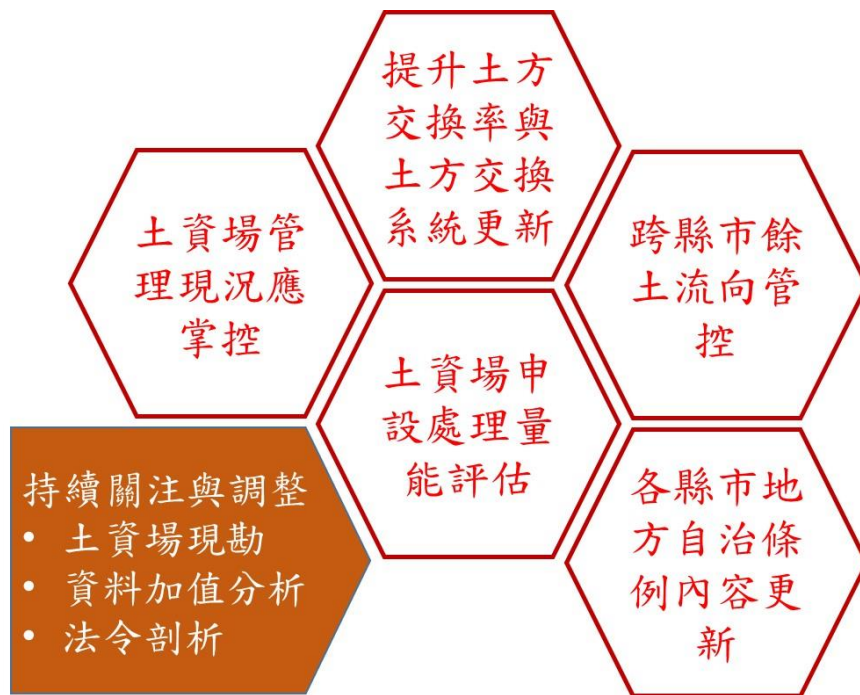 提升土方
交換率與
土方交換
系統更新
土資場管
理現況應
掌控
跨縣市餘
土流向管
控
土資場申
設處理量
能評估
持續關注與調整
• 土資場現勘
• 資料加值分析
• 法令剖析
各縣市地
方自治條
例內容更
新